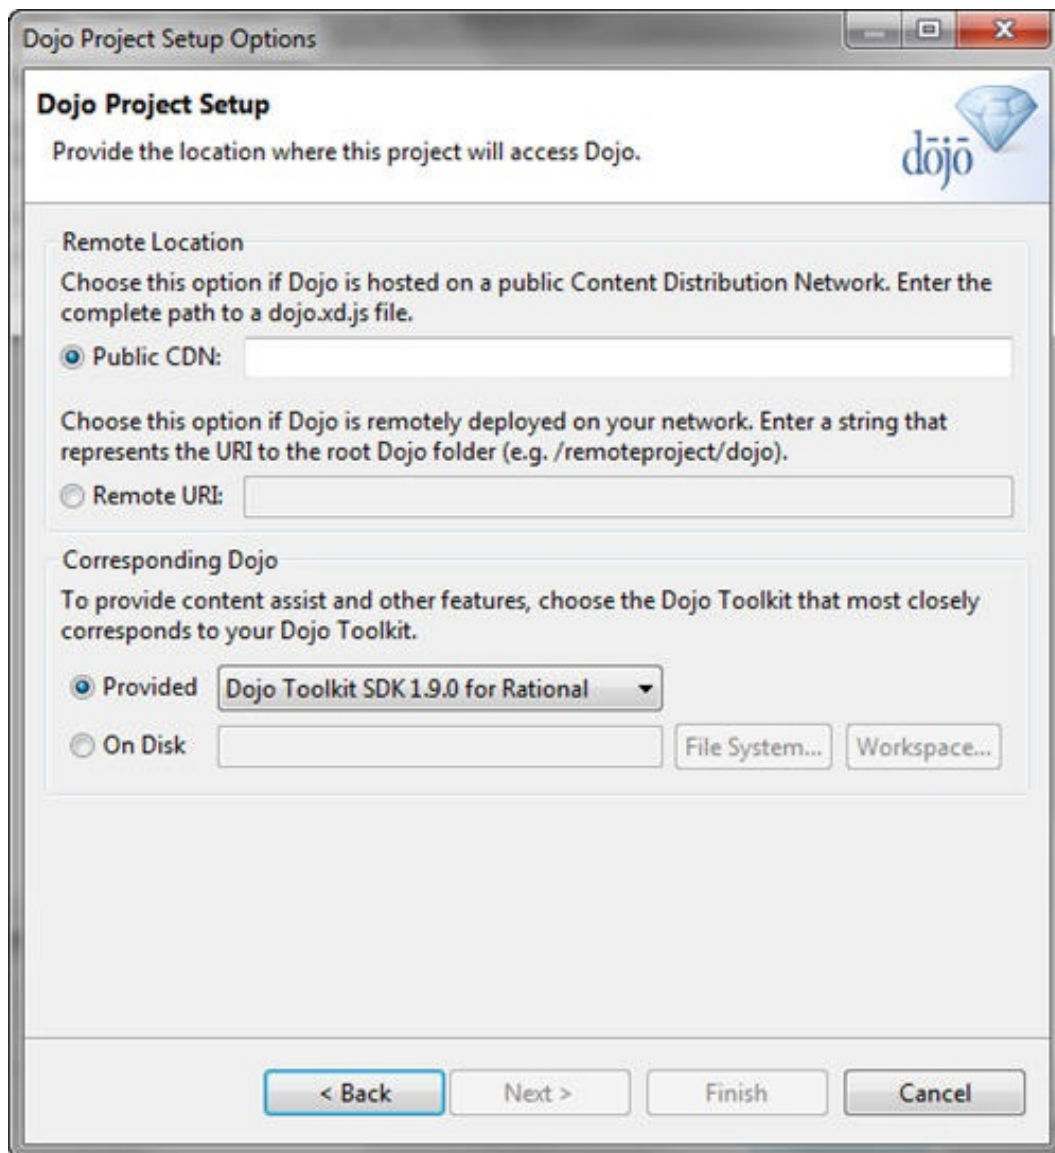 Dojo Project Setup Options
Dojo Project Setup
Provide the location where this project will access Dojo.
dōjō
Remote Location
Choose this option if Dojo is hosted on a public Content Distribution Network. Enter the
complete path to a dojo.xd.js file.
Public CDN:
Choose this option if Dojo is remotely deployed on your network. Enter a string that
represents the URI to the root Dojo folder (e.g. /remoteproject/dojo).
Remote URI:
Corresponding Dojo
To provide content assist and other features, choose the Dojo Toolkit that most closely
corresponds to your Dojo Toolkit.
Provided Dojo Toolkit SDK 1.9.0 for Rational
On Disk File System... Workspace...
< Back Next > Finish Cancel